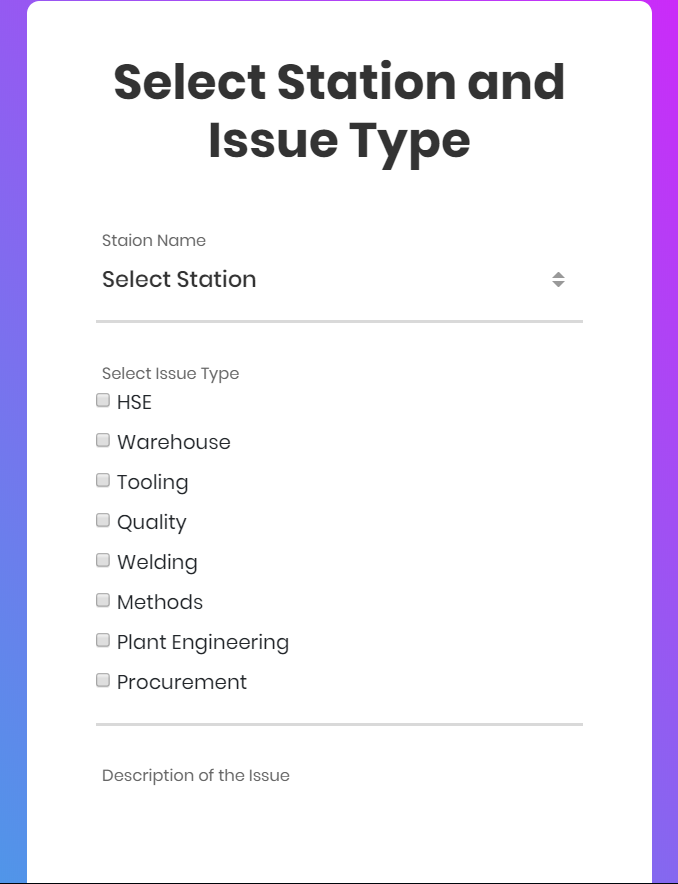 Select Station and
Issue Type
Staion Name
Select Station
Select Issue Type
HSE
Warehouse
Tooling
Quality
Welding
Methods
Plant Engineering
Procurement
Description of the Issue